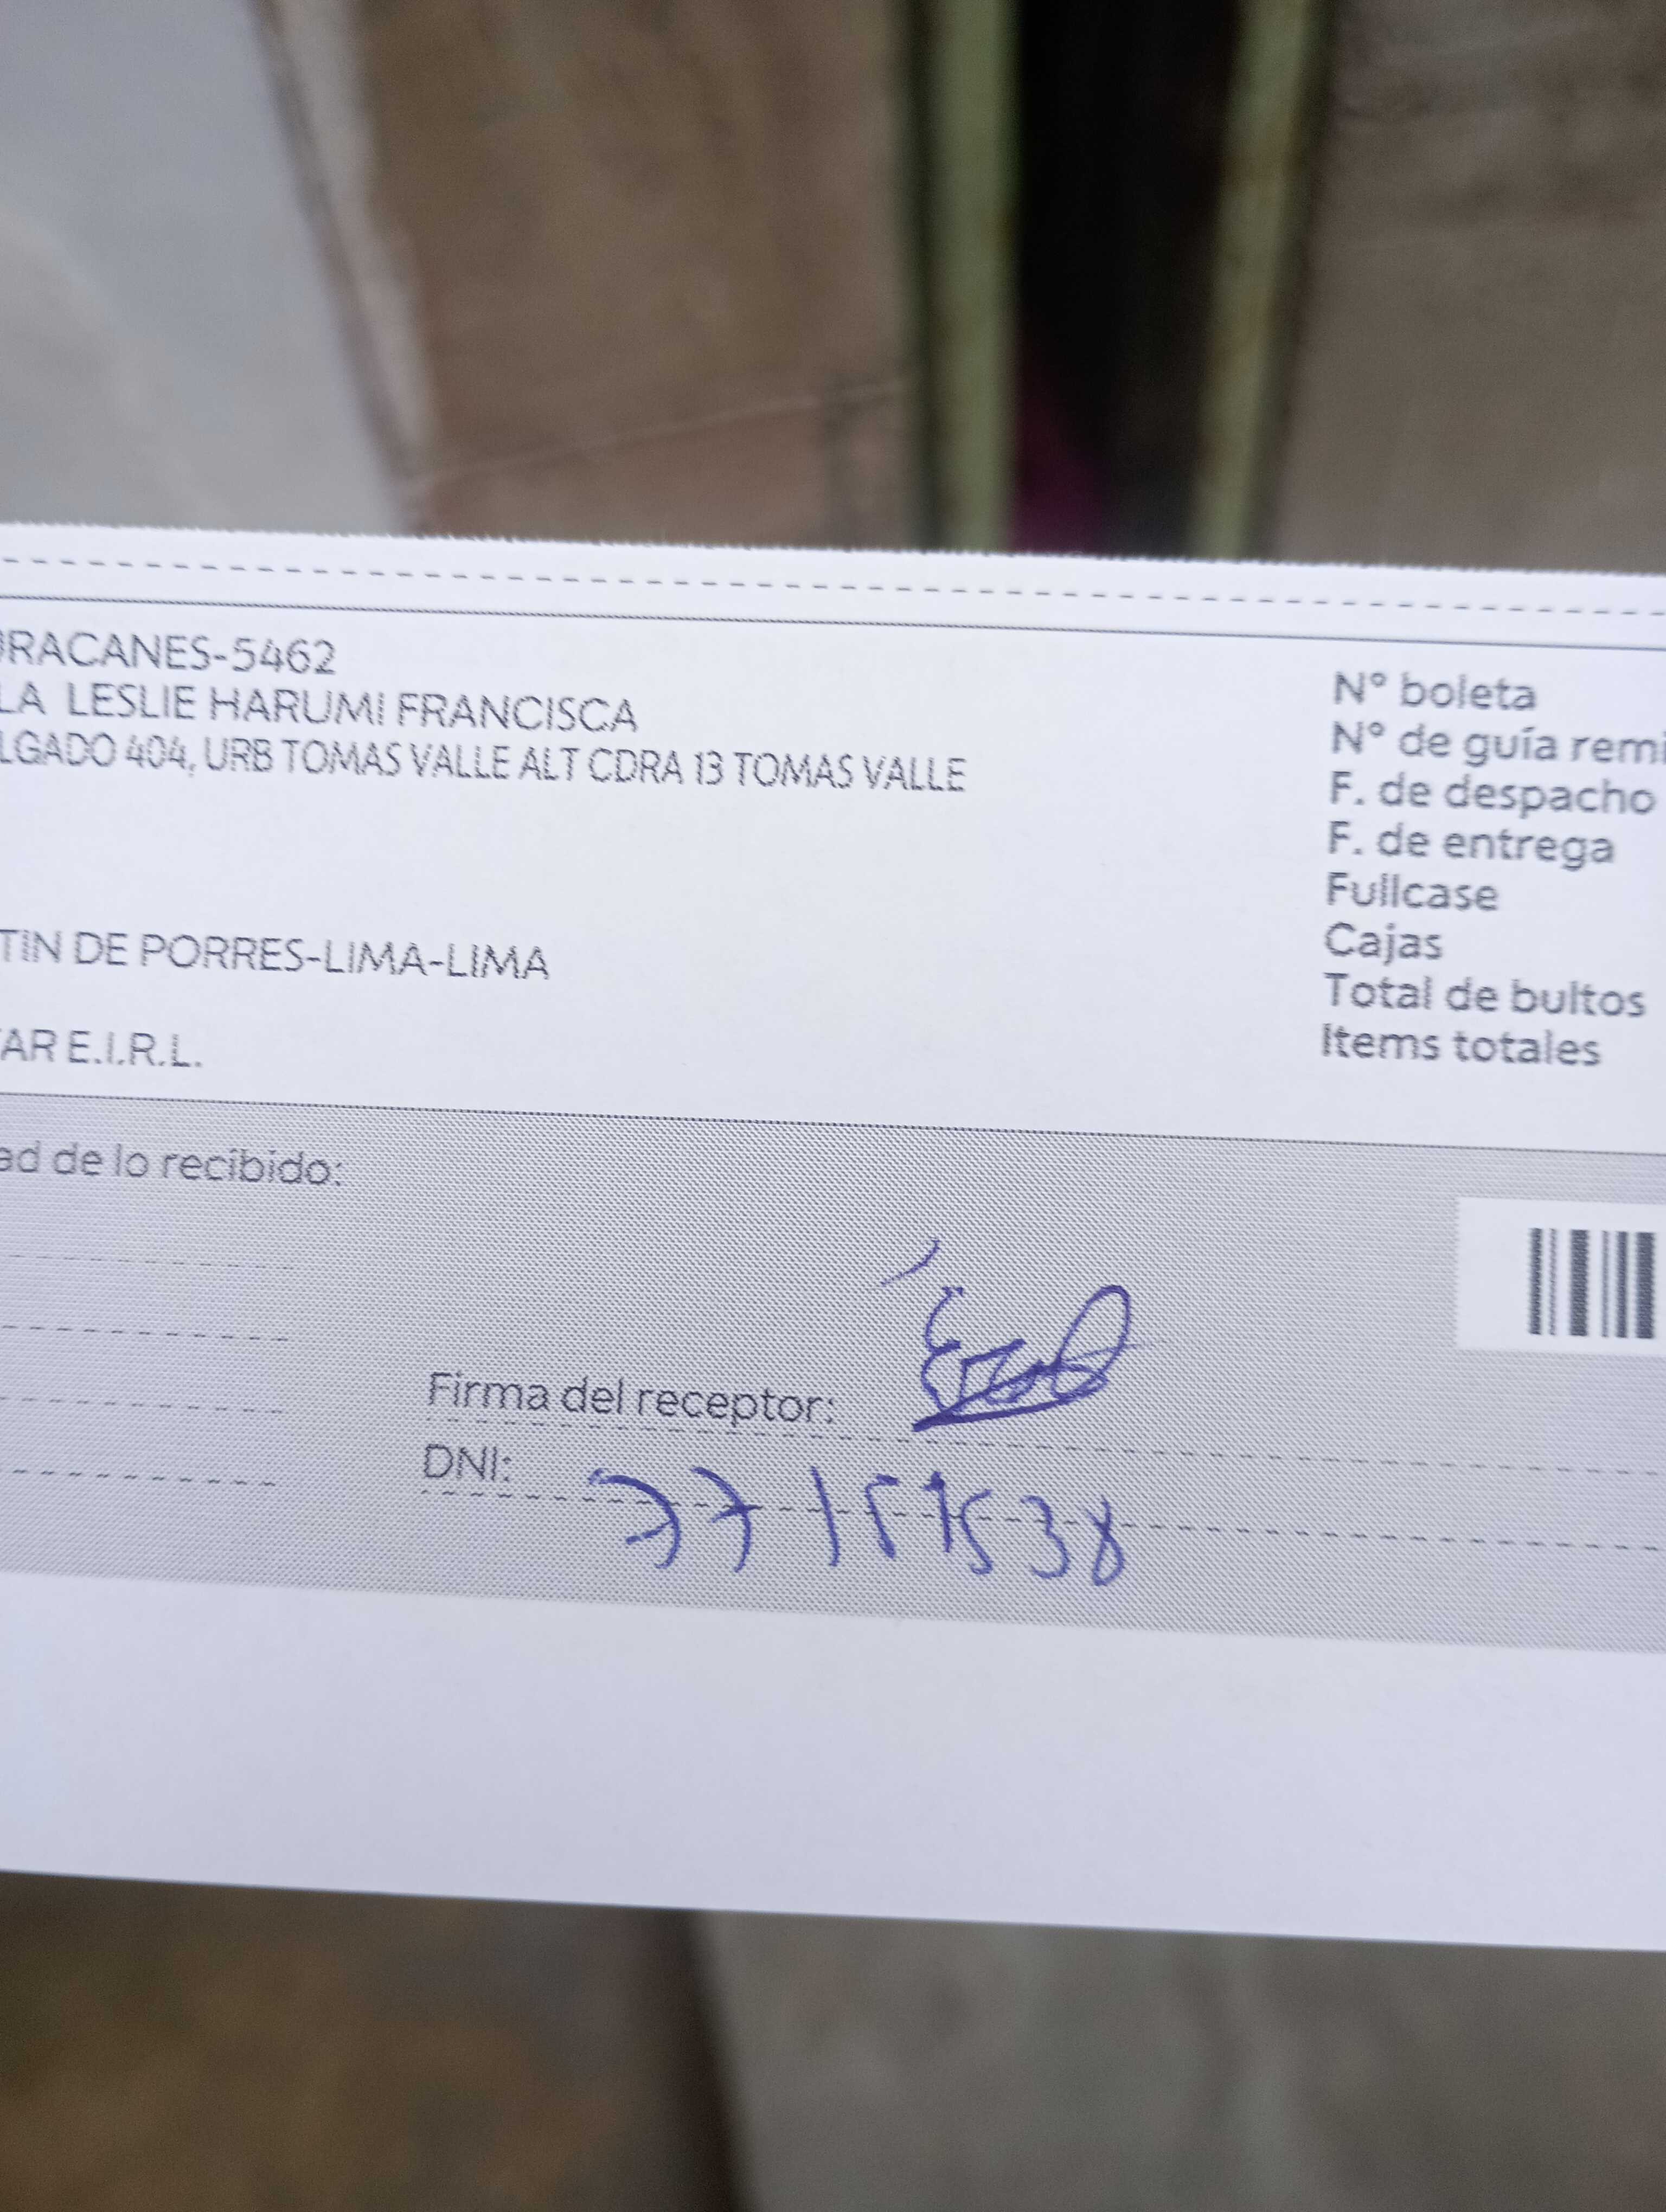 URACANES-5462
LA LESLIE HARUMI FRANCISCA
LGADO 404, URB TOMAS VALLE ALT CDRA 13 TOMAS VALLE
TIN DE PORRES-LIMA-LIMA
AR E.I.R.L.
N° boleta
N° de guía remi
F. de despacho
F. de entrega
Fullcase
Cajas
Total de bultos
Items totales
ad de lo recibido:
Firma del receptor:
DNI: